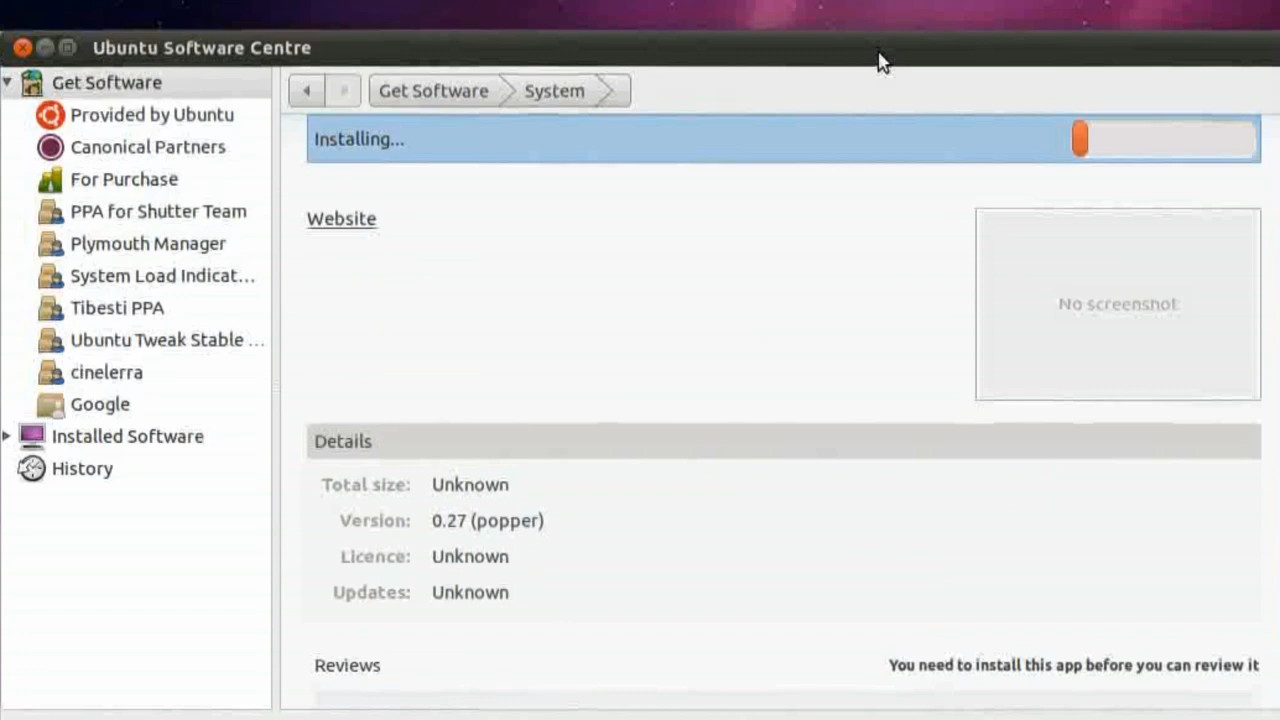 Ubuntu Software Centre
Get Software
Provided by Ubuntu
Canonical Partners
For Purchase
PPA for Shutter Team
Plymouth Manager
System Load Indicat...
Tibesti PPA
Ubuntu Tweak Stable ...
cinelerra
Google
Installed Software
History
Get Software
System
Installing...
Website
No screenshot
Details
Total size: Unknown
Version: 0.27 (popper)
Licence: Unknown
Updates: Unknown
Reviews
You need to install this app before you can review it